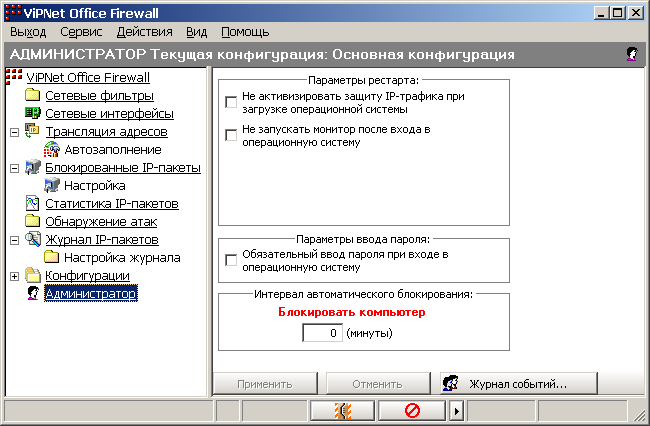 ViPNet Office Firewall
Выход Сервис Действия Вид Помощь
АДМИНИСТРАТОР Текущая конфигурация: Основная конфигурация
ViPNet Office Firewall
Сетевые фильтры
Сетевые интерфейсы
Трансляция адресов
Автозаполнение
Блокированные IP-пакеты
Настройка
Статистика IP-пакетов
Обнаружение атак
Журнал IP-пакетов
Настройка журнала
Конфигурации
Администратор
Параметры рестарта:
Не активизировать защиту IP-трафика при
загрузке операционной системы
Не запускать монитор после входа в
операционную систему
Параметры ввода пароля:
Обязательный ввод пароля при входе в
операционную систему
Интервал автоматического блокирования:
Блокировать компьютер
0 (минуты)
Применить Отменить Журнал событий...